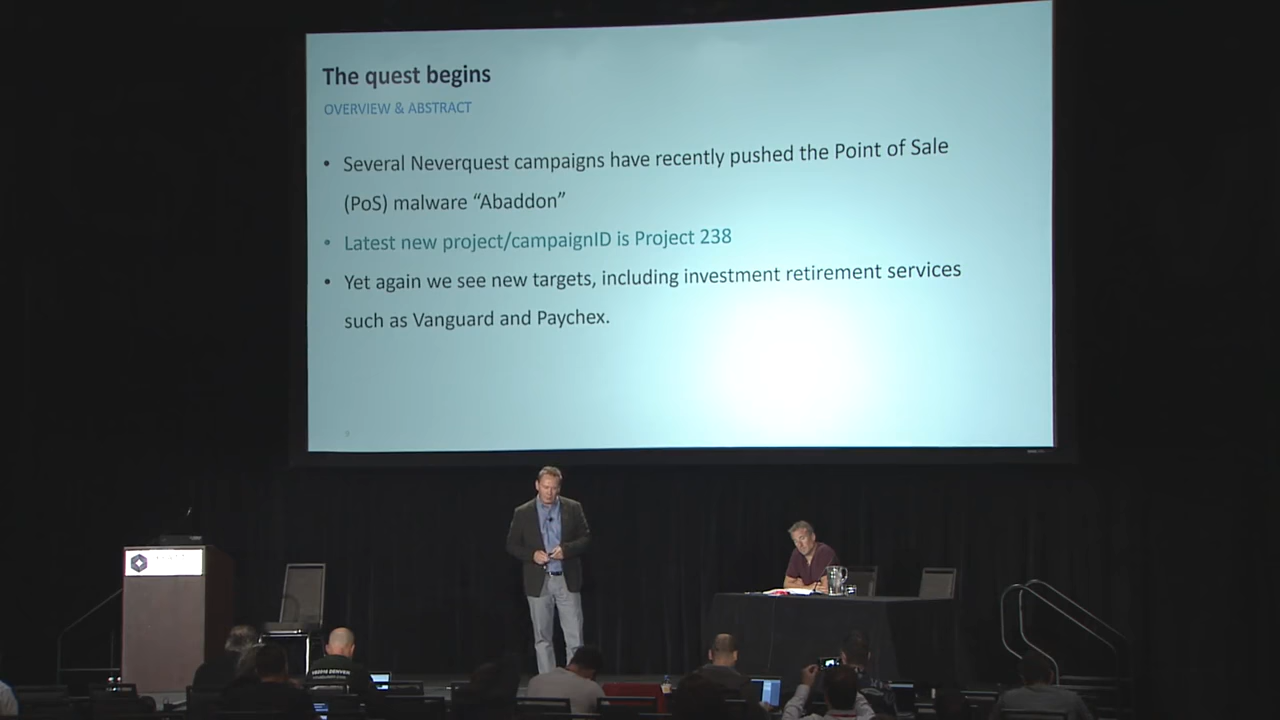 The quest begins
OVERVIEW & ABSTRACT
• Several Neverquest campaigns have recently pushed the Point of Sale
(PoS) malware “Abaddon”
• Latest new project/campaignID is Project 238
• Yet again we see new targets, including investment retirement services
such as Vanguard and Paychex.
9